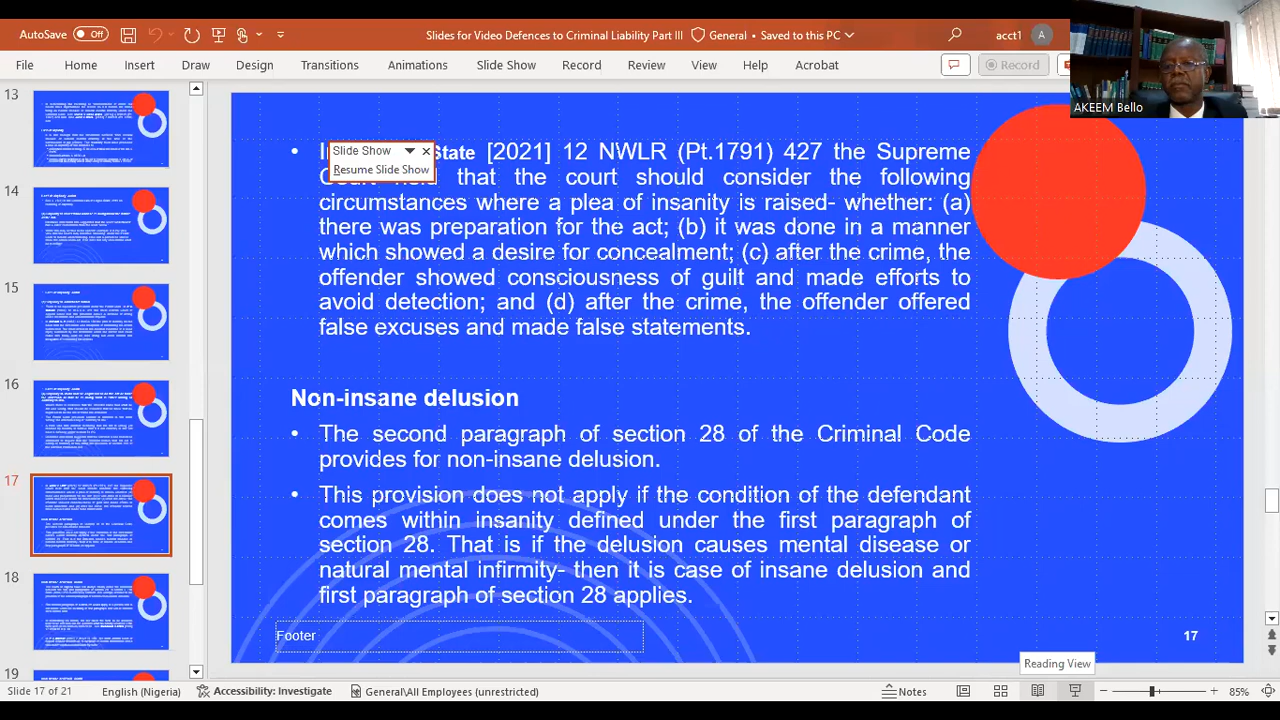 AutoSave Off
Slides for Video Defences to Criminal Liability Part III General • Saved to this PC
acct1 A
File Home Insert Draw Design Transitions Animations Slide Show Record Review View Help Acrobat
Record
AKEEM Bello
13
14
15
16
17
18
19
Slide Show
Resume Slide Show
• State [2021] 12 NWLR (Pt.1791) 427 the Supreme
that the court should consider the following
circumstances where a plea of insanity is raised- whether: (a)
there was preparation for the act; (b) it was done in a manner
which showed a desire for concealment; (c) after the crime, the
offender showed consciousness of guilt and made efforts to
avoid detection; and (d) after the crime the offender offered
false excuses and made false statements.
Non-insane delusion
• The second paragraph of section 28 of the Criminal Code
provides for non-insane delusion.
• This provision does not apply if the condition of the defendant
comes within insanity defined under the first paragraph of
section 28. That is if the delusion causes mental disease or
natural mental infirmity- then it is case of insane delusion and
first paragraph of section 28 applies.
Footer
17
Reading View
Slide 17 of 21 English (Nigeria) Accessibility: Investigate General\All Employees (unrestricted) Notes 85%